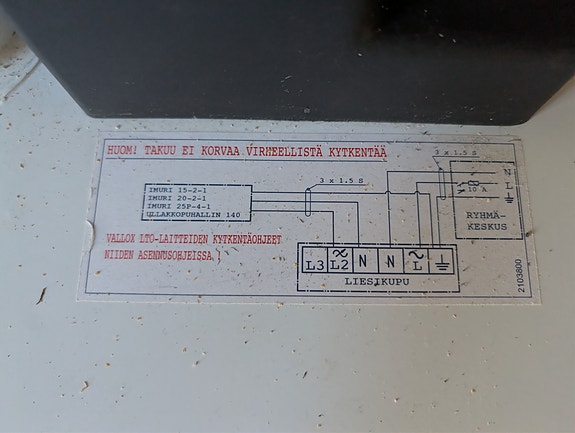 HUOM! TAKUU EI KORVAA VIRHEELLISTÄ KYTKENTÄÄ
3 x 1.5 S
3 x 1.5 S
IMURI 15-2-1
IMURI 20-2-1
IMURI 25P-4-1
ULLAKKOPUHALLIN 140
N
L
10 A
RYHMÄ-
KESKUS
VALLOX LTO-LAITTEIDEN KYTKENTÄOHJEET
NIIDEN ASENNUSOHJEISSA
L3 L2 N N L
LIESIKUPU
2103800